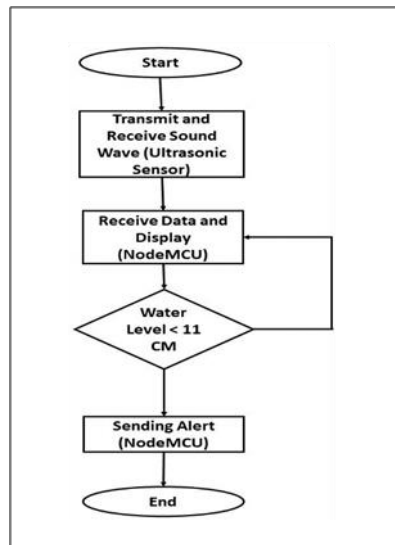 Start
Transmit and
Receive Sound
Wave (Ultrasonic
Sensor)
Receive Data and
Display
(NodeMCU)
Water
Level < 11
CM
Sending Alert
(NodeMCU)
End